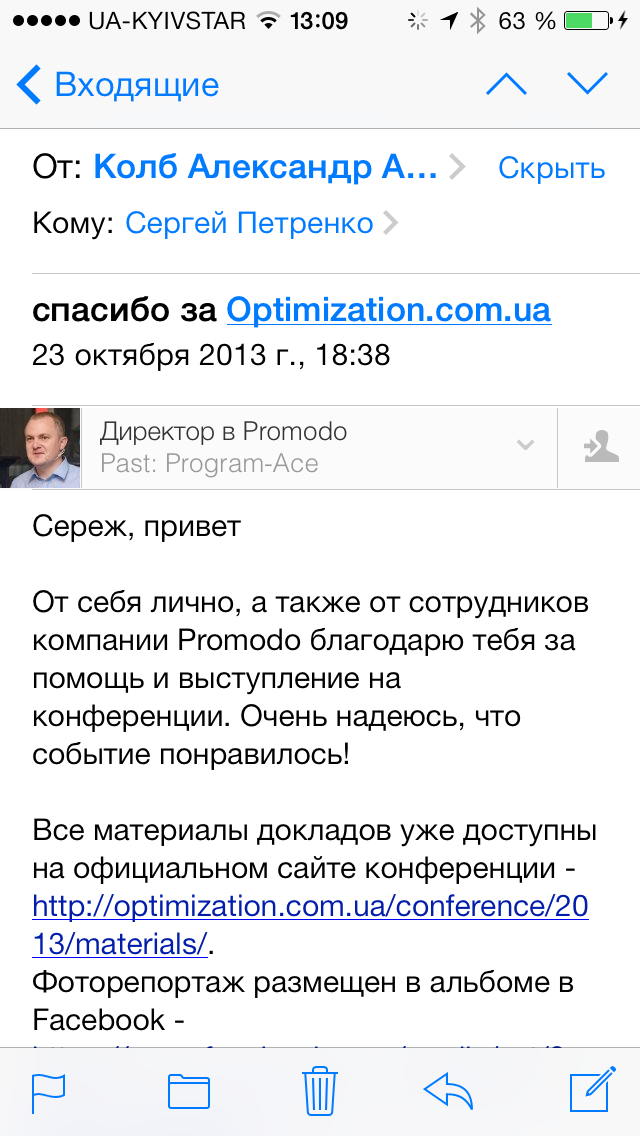 UA-KYIVSTAR 13:09 63 %
Входящие
От: Колб Александр А... Скрыть
Кому: Сергей Петренко
спасибо за Optimization.com.ua
23 октября 2013 г., 18:38
Директор в Promodo
Past: Program-Ace
Сереж, привет
От себя лично, а также от сотрудников
компании Promodo благодарю тебя за
помощь и выступление на
конференции. Очень надеюсь, что
событие понравилось!
Все материалы докладов уже доступны
на официальном сайте конференции -
http://optimization.com.ua/conference/20
13/materials/.
Фоторепортаж размещен в альбоме в
Facebook -